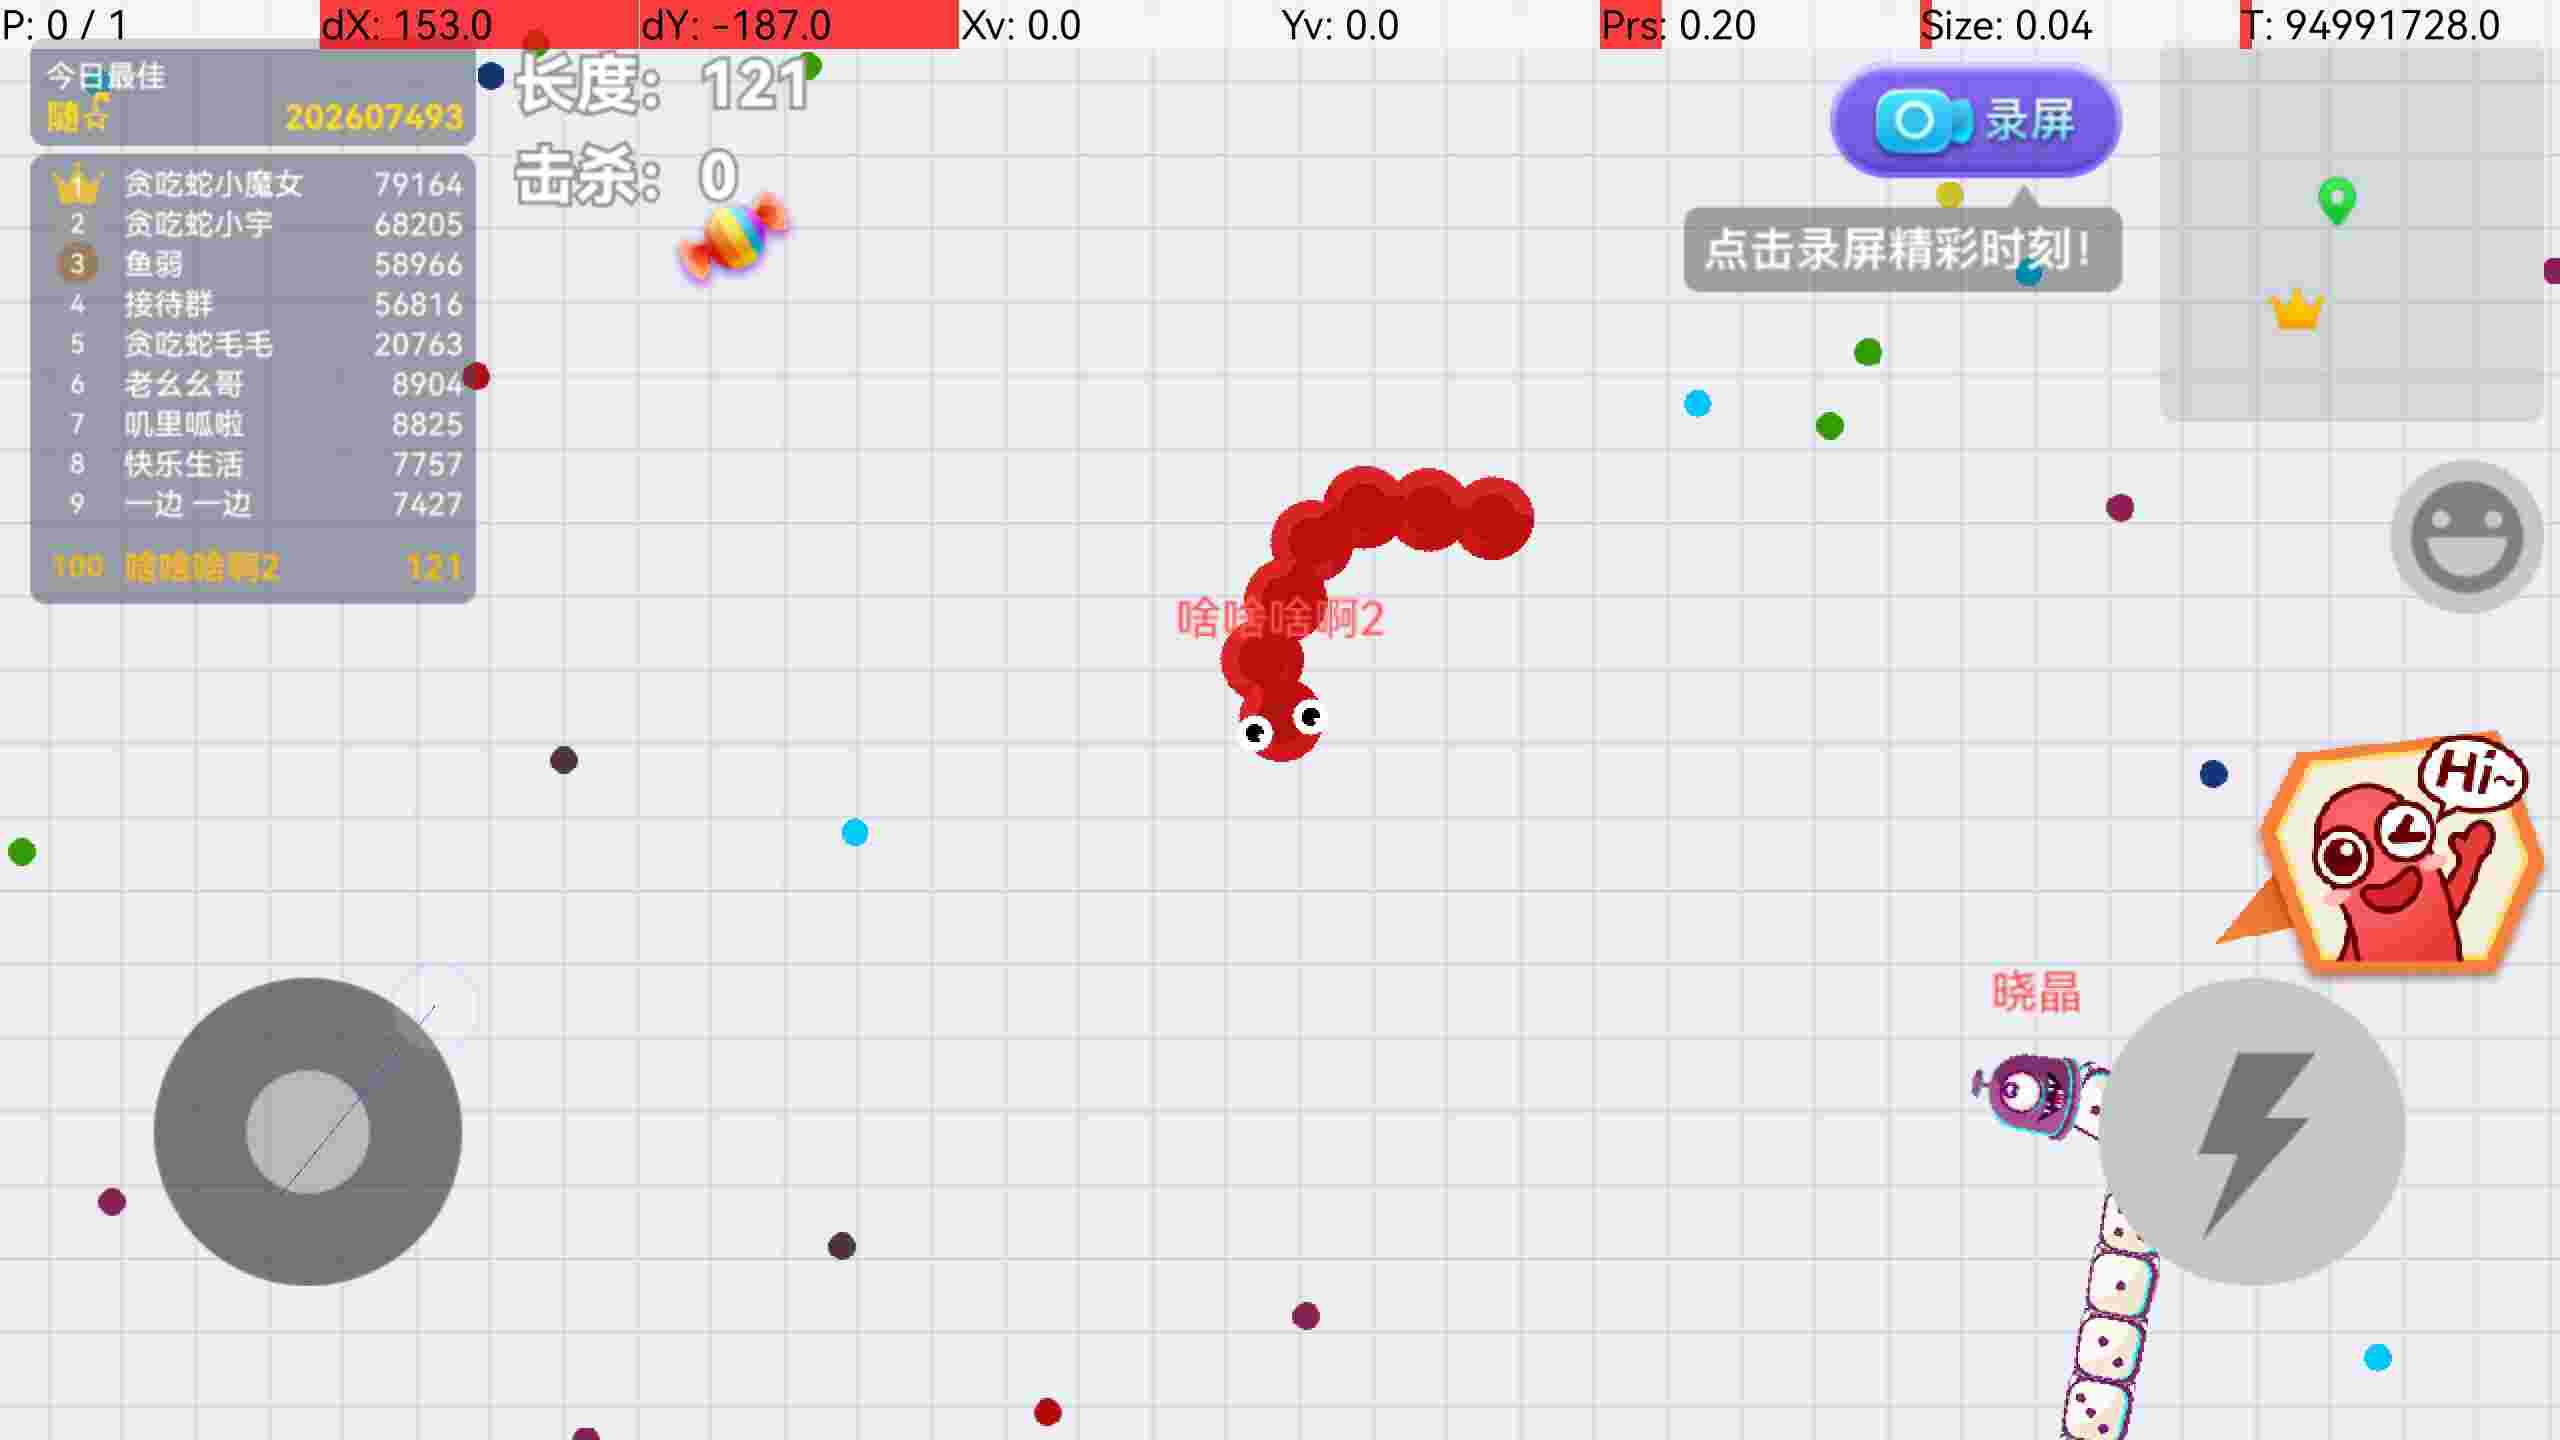 P: 0 / 1 dX: 153.0 dY: -187.0 Xv: 0.0 Yv: 0.0 Prs: 0.20 Size: 0.04 T: 94991728.0
今日最佳
随 202607493
1 贪吃蛇小魔女 79164
2 贪吃蛇小宇 68205
3 鱼弱 58966
4 接待群 56816
5 贪吃蛇毛毛 20763
6 老幺幺哥 8904
7 叽里呱啦 8825
8 快乐生活 7757
9 一边 一边 7427
100 啥啥啥啊2 121
长度： 121
击杀： 0
录屏
点击录屏精彩时刻！
啥啥啥啊2
Hi~
晓晶